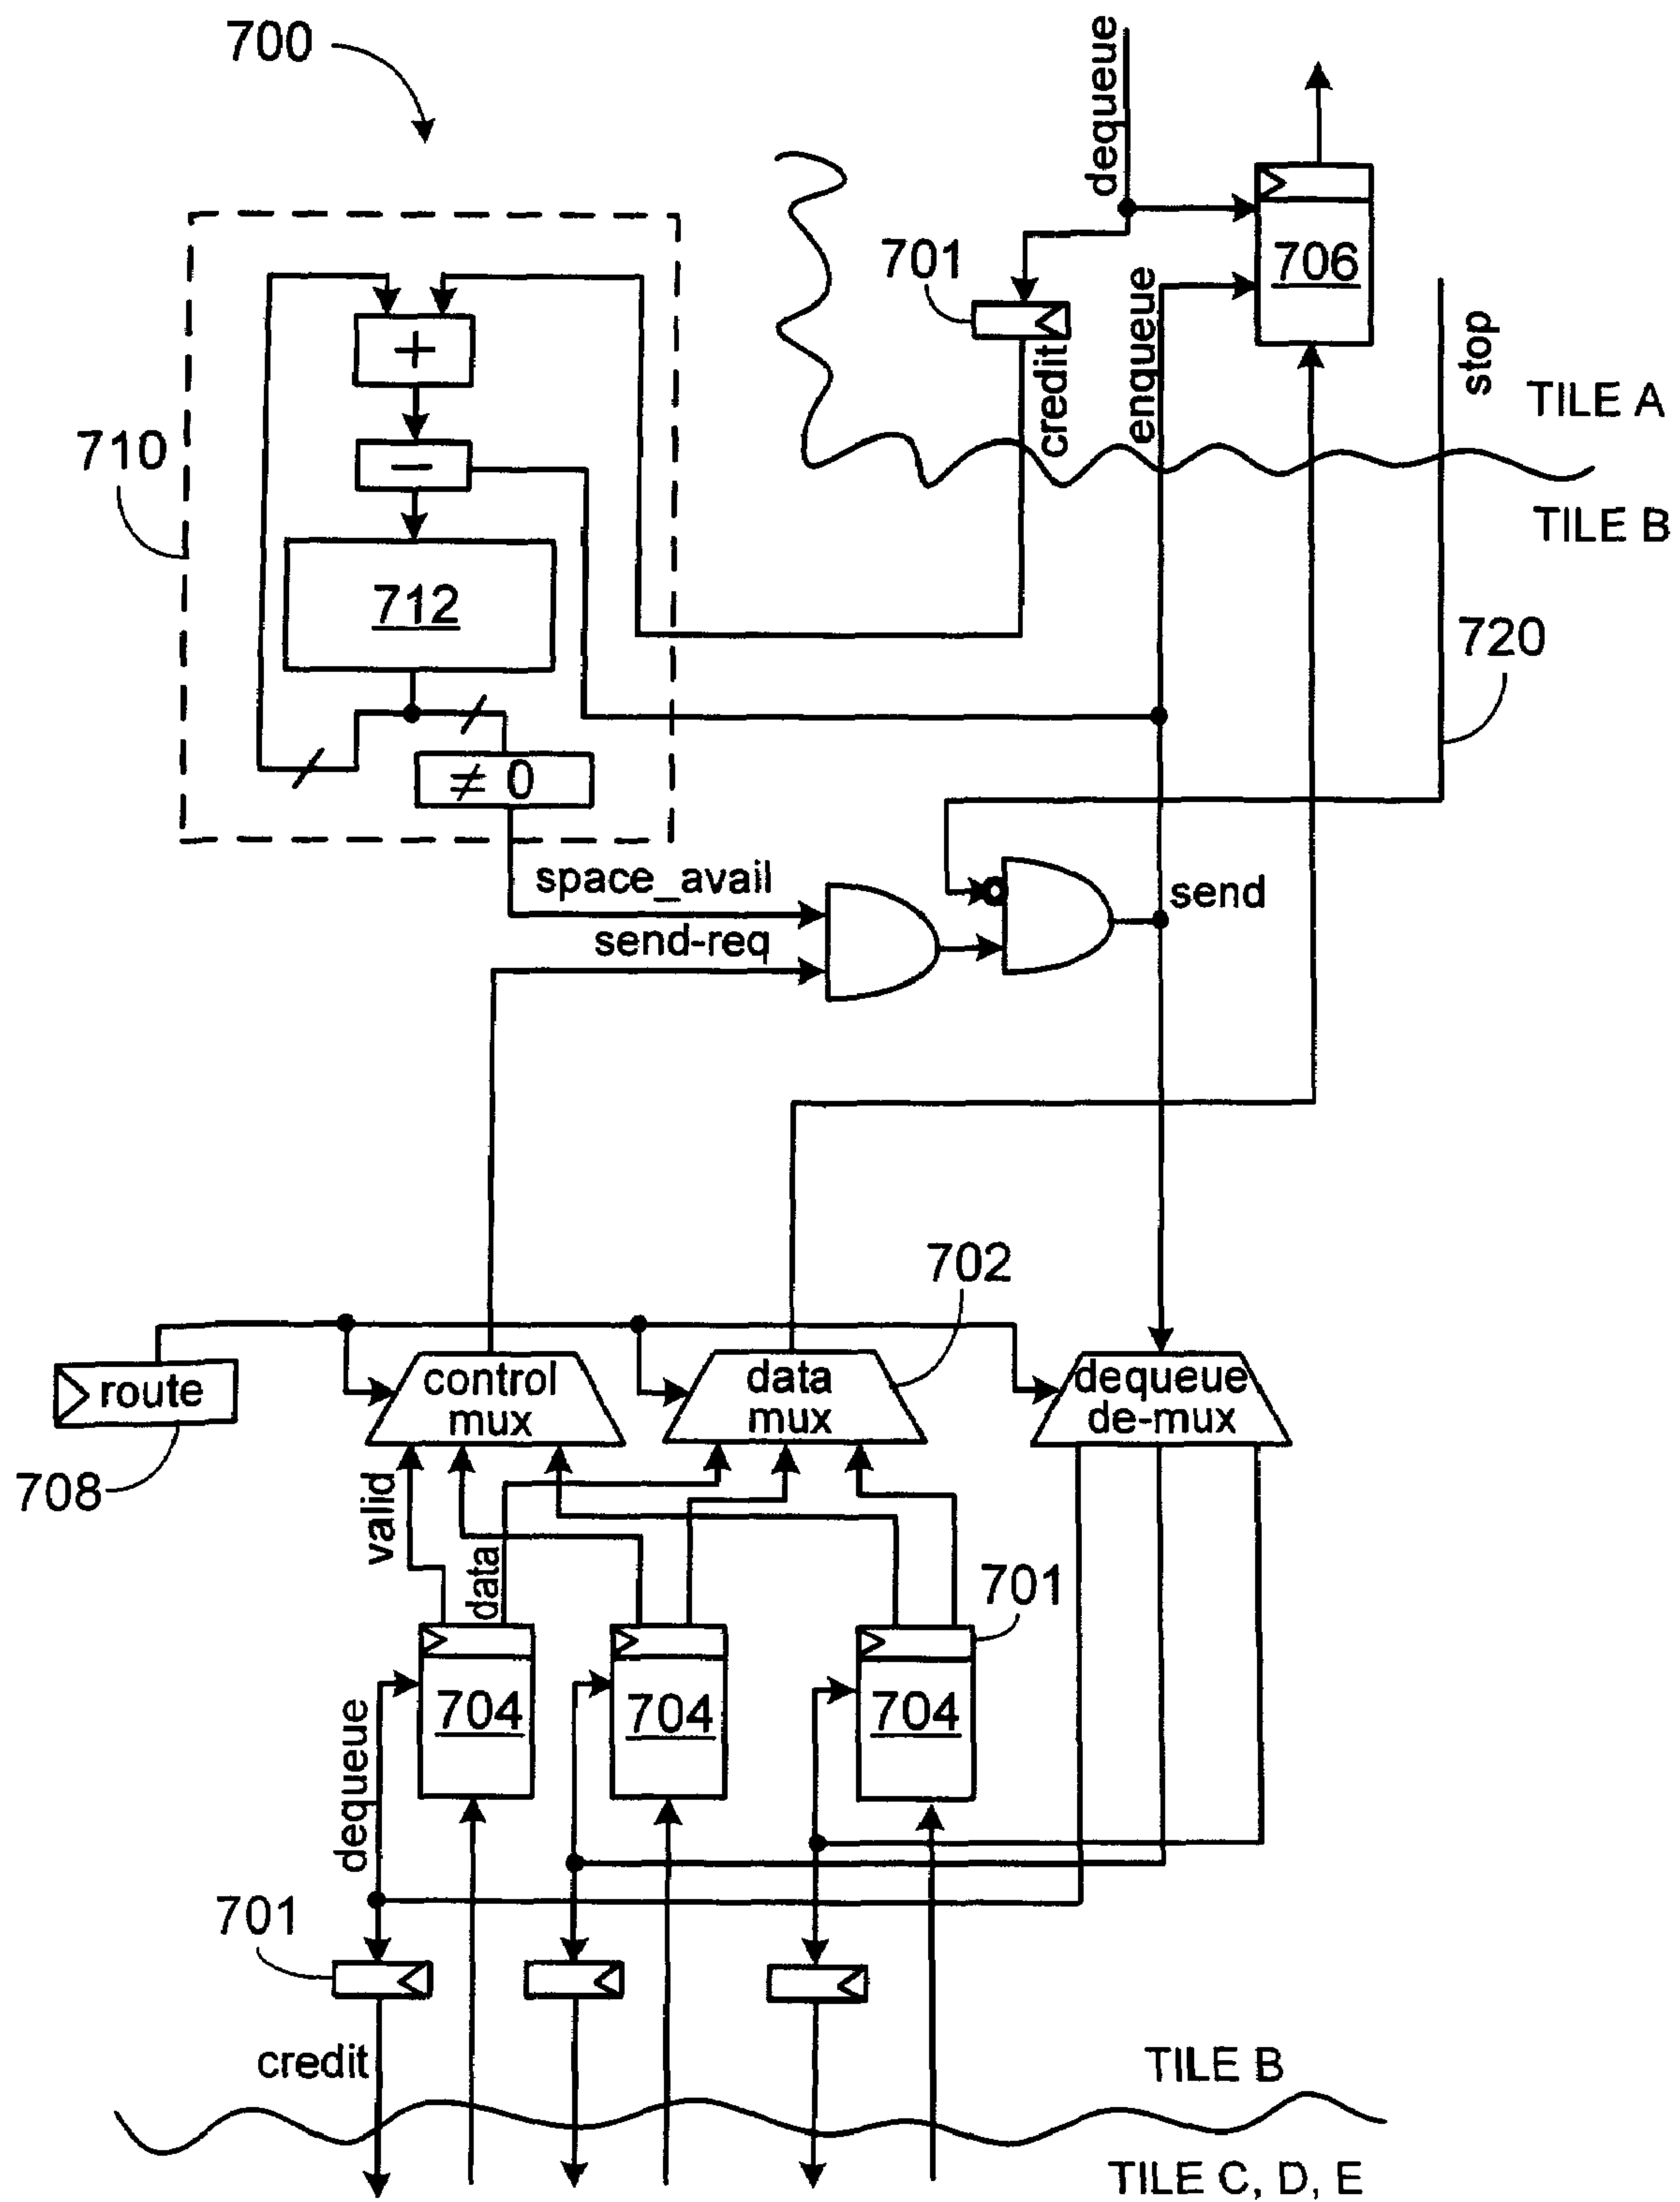 700
dequeue
701
706
credit
enqueue
stop
TILE A
710
+
−
TILE B
712
720
≠ 0
space_avail
send
send-req
702
route
control
mux
data
mux
dequeue
de-mux
708
valid
data
701
704
704
704
dequeue
701
credit
TILE B
TILE C, D, E